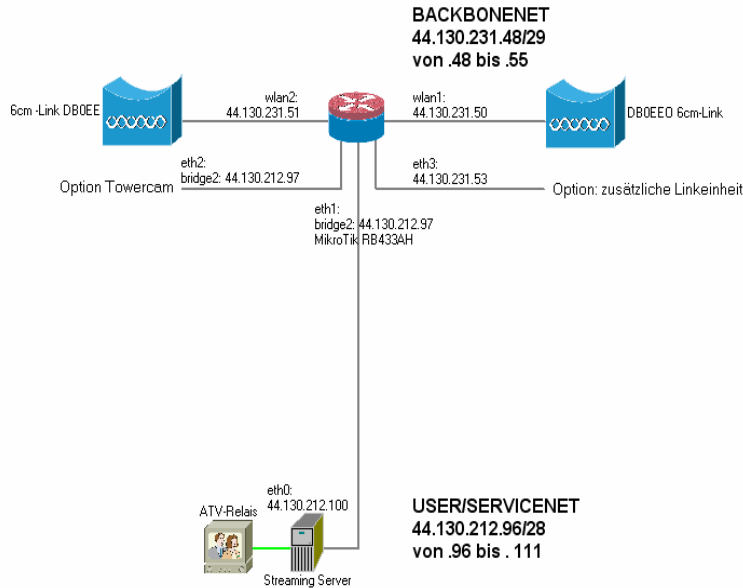 BACKBONENET
44.130.231.48/29
von .48 bis .55
6cm -Link DB0EE
wlan2:
44.130.231.51
wlan1:
44.130.231.50
DB0EEO 6cm-Link
eth2:
bridge2: 44.130.212.97
Option Towercam
eth3:
44.130.231.53
Option: zusätzliche Linkeinheit
eth1:
bridge2: 44.130.212.97
MikroTik RB433AH
eth0:
44.130.212.100
ATV-Relais
Streaming Server
USER/SERVICENET
44.130.212.96/28
von .96 bis . 111